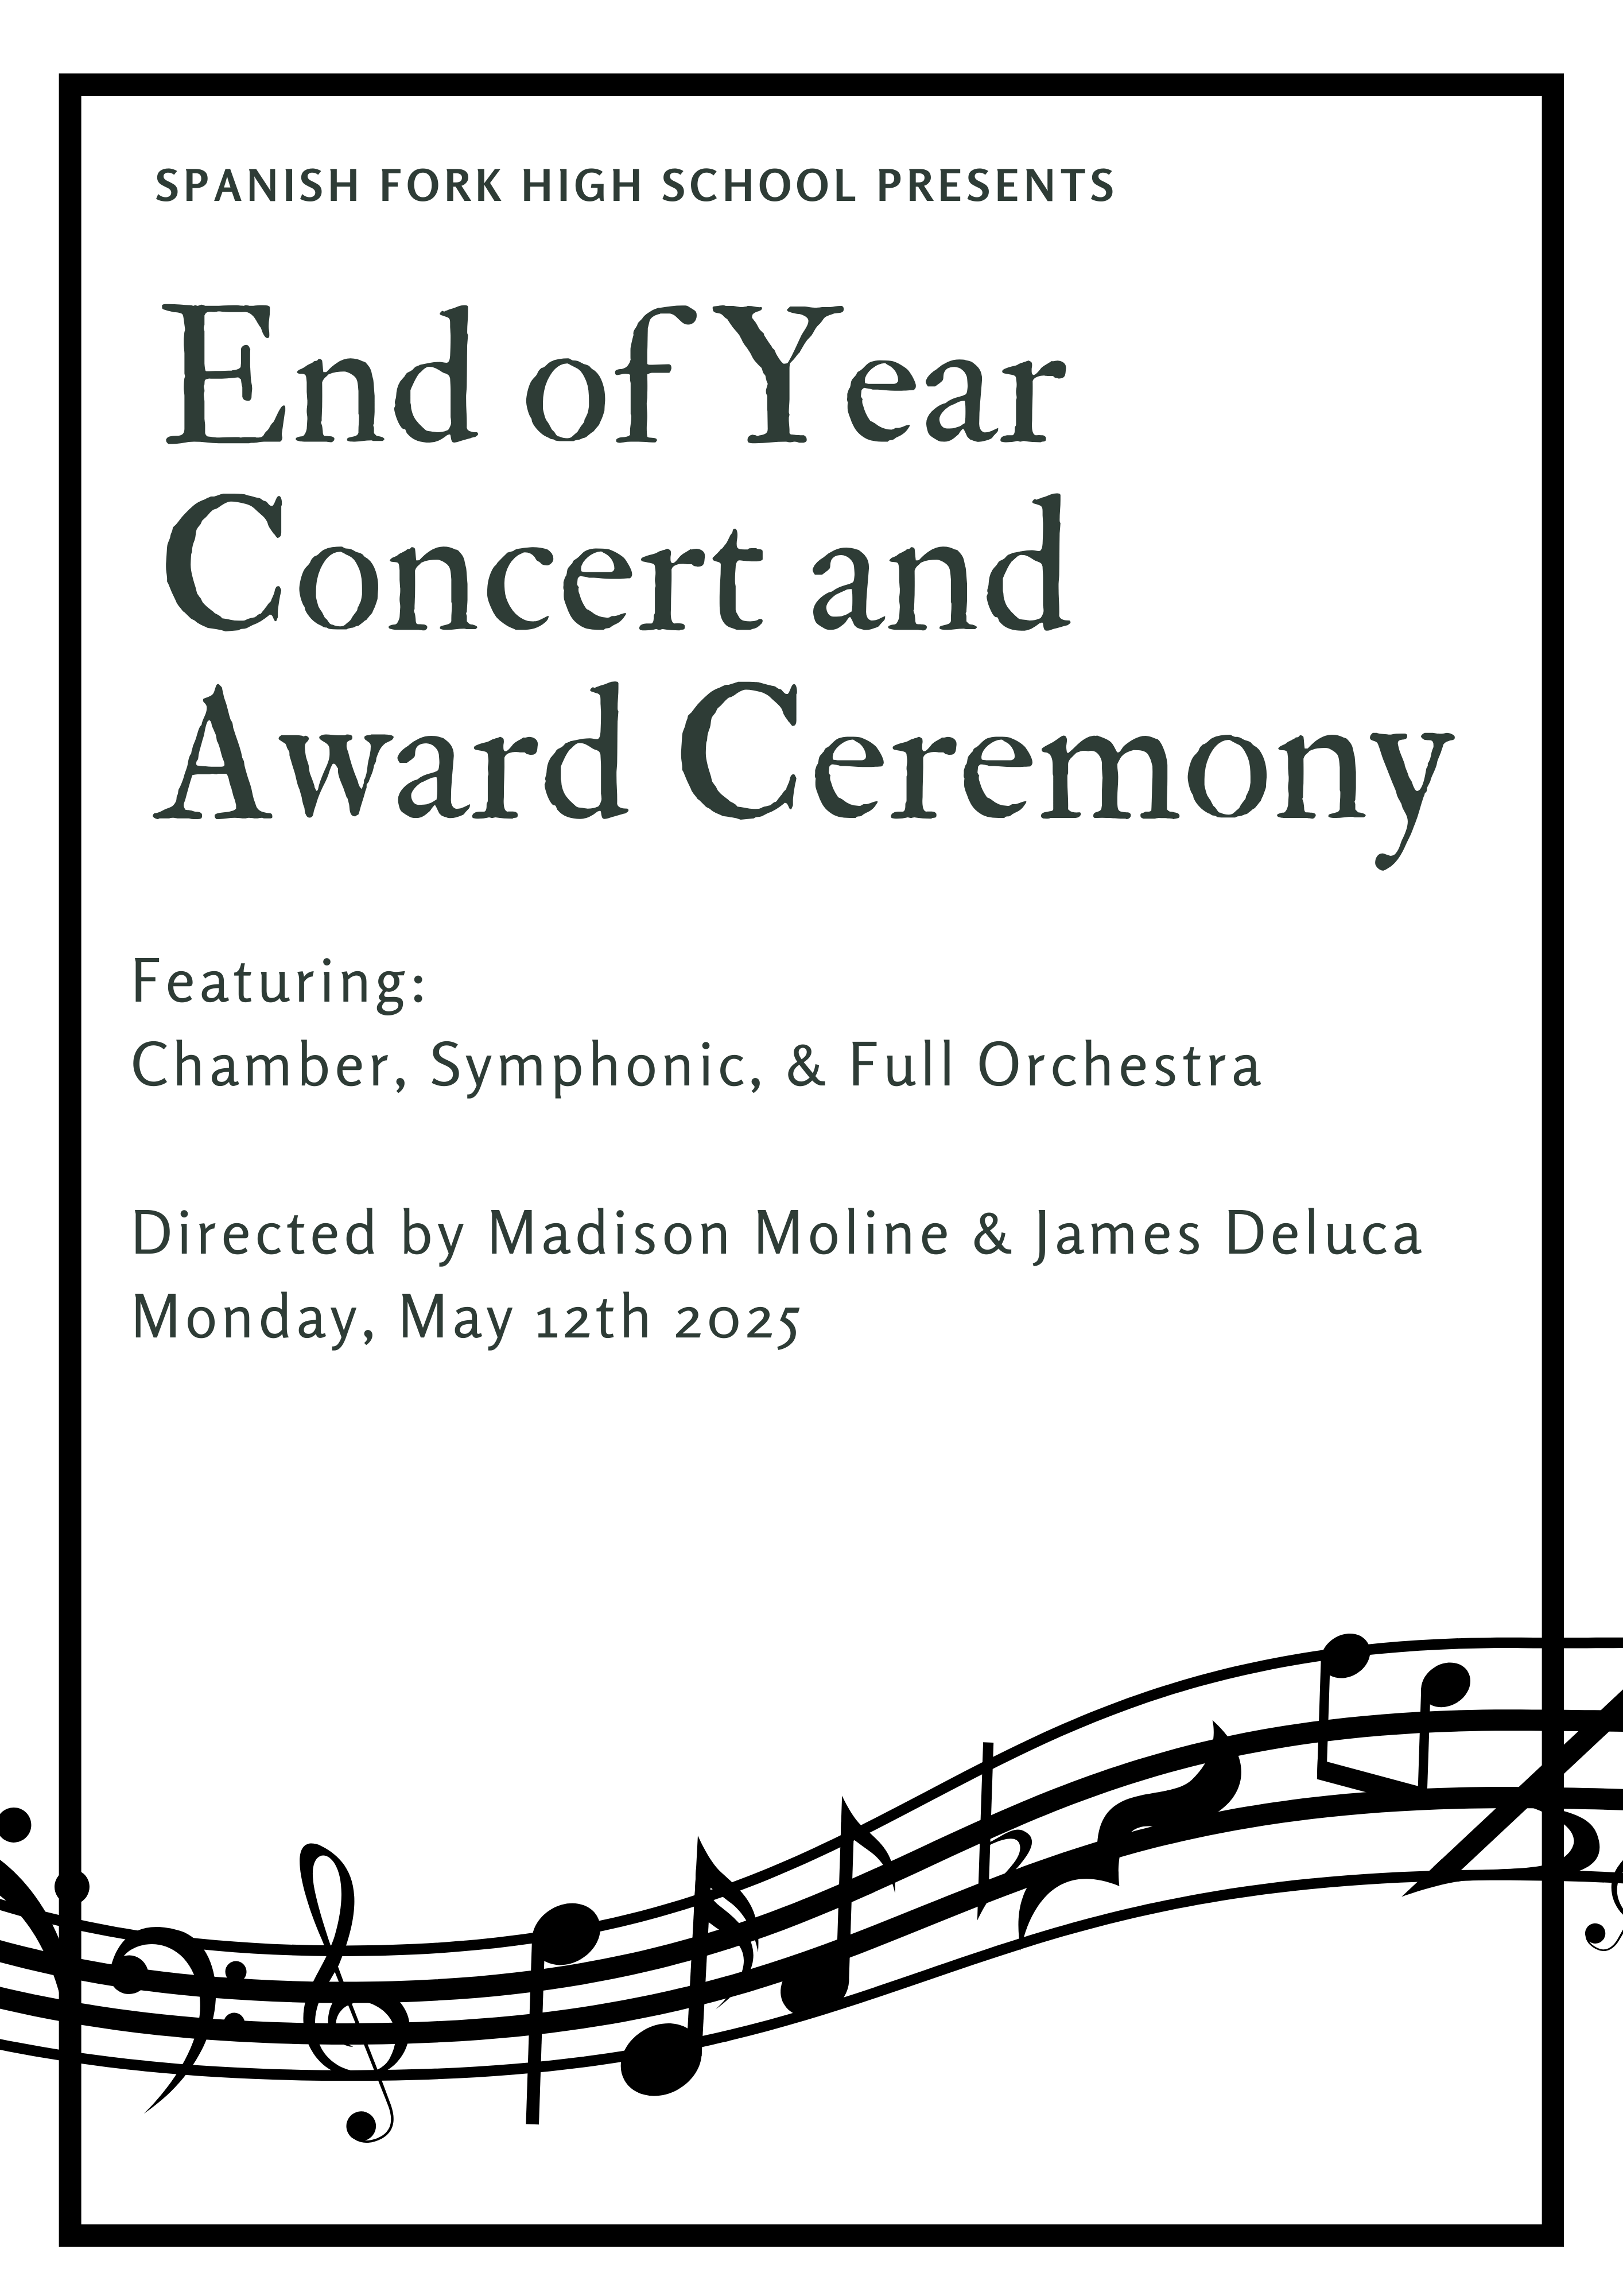 SPANISH FORK HIGH SCHOOL PRESENTS
End of Year
Concert and
Award Ceremony
Featuring:
Chamber, Symphonic, & Full Orchestra
Directed by Madison Moline & James Deluca
Monday, May 12th 2025